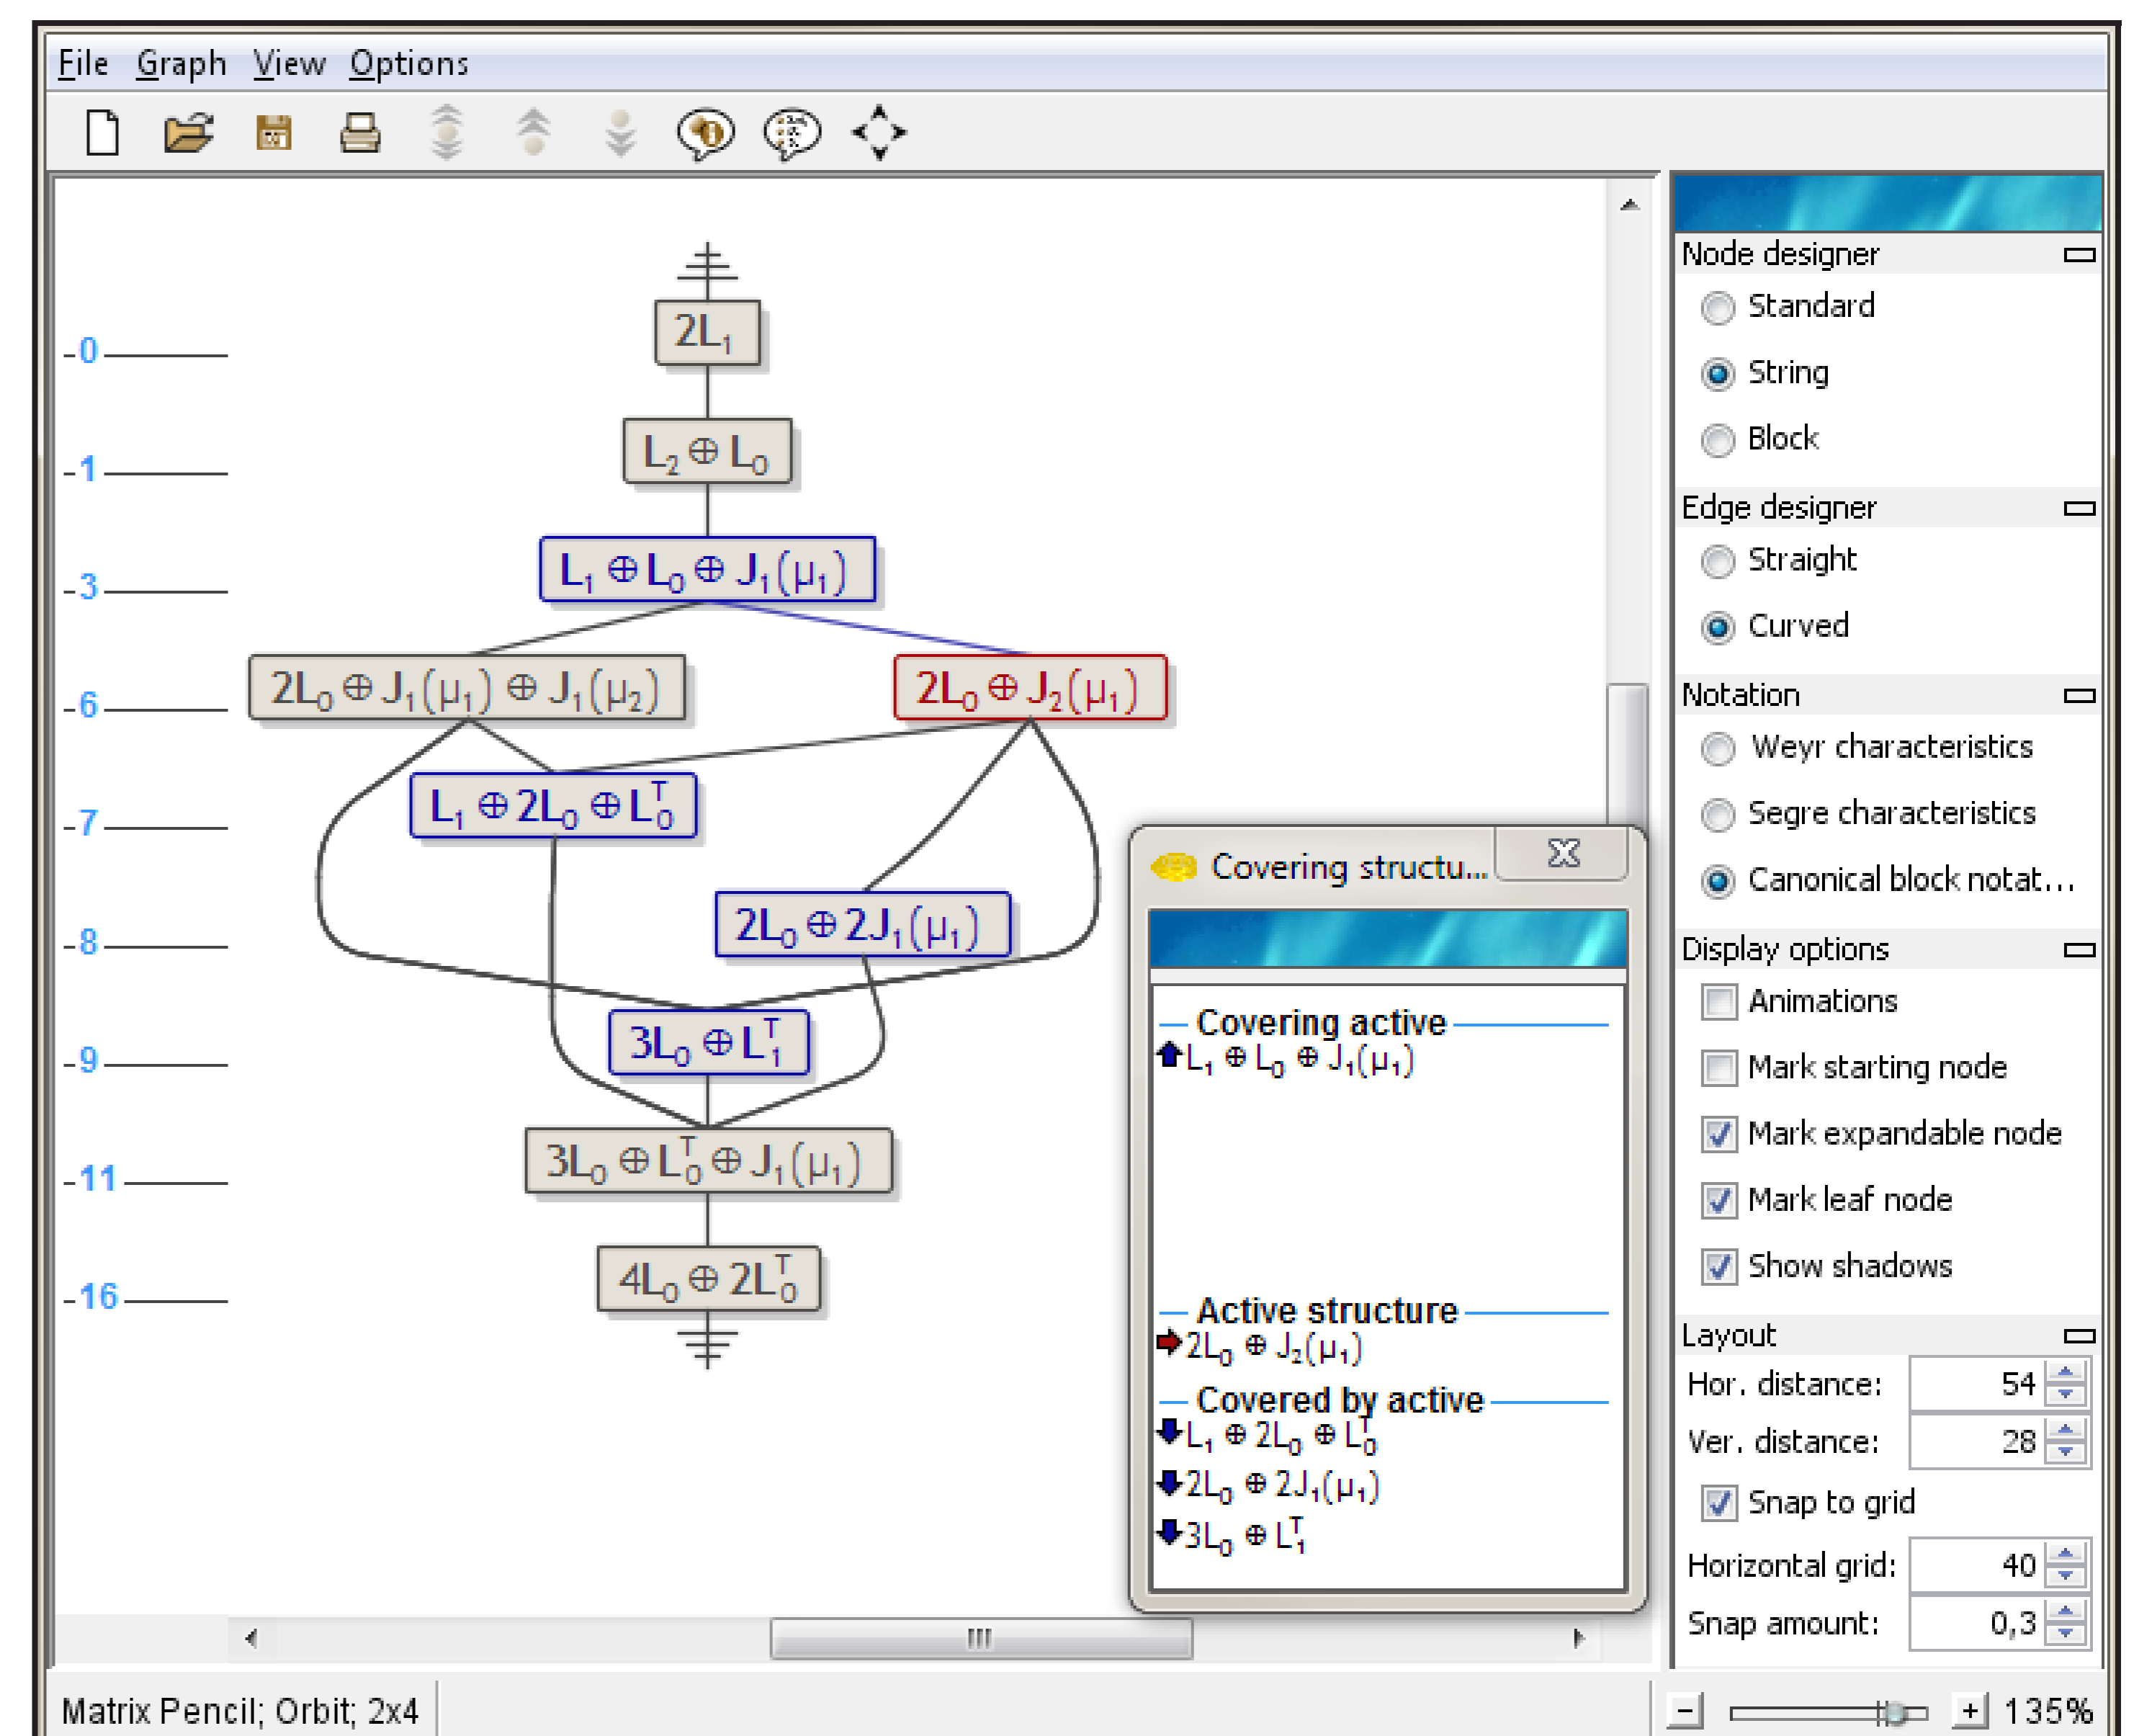 File Graph View Options
2L₁
-0
L₂ ⊕ L₀
-1
L₁ ⊕ L₀ ⊕ J₁(μ₁)
-3
2L₀ ⊕ J₁(μ₁) ⊕ J₁(μ₂)
2L₀ ⊕ J₂(μ₁)
-6
L₁ ⊕ 2L₀ ⊕ L₀ᵀ
-7
2L₀ ⊕ 2J₁(μ₁)
-8
3L₀ ⊕ L₁ᵀ
-9
3L₀ ⊕ L₀ᵀ ⊕ J₁(μ₁)
-11
4L₀ ⊕ 2L₀ᵀ
-16
Covering structu...
Covering active
L₁ ⊕ L₀ ⊕ J₁(μ₁)
Active structure
2L₀ ⊕ J₂(μ₁)
Covered by active
L₁ ⊕ 2L₀ ⊕ L₀ᵀ
2L₀ ⊕ 2J₁(μ₁)
3L₀ ⊕ L₁ᵀ
Node designer
Standard
String
Block
Edge designer
Straight
Curved
Notation
Weyr characteristics
Segre characteristics
Canonical block notat...
Display options
Animations
Mark starting node
Mark expandable node
Mark leaf node
Show shadows
Layout
Hor. distance: 54
Ver. distance: 28
Snap to grid
Horizontal grid: 40
Snap amount: 0,3
Matrix Pencil; Orbit; 2x4
135%